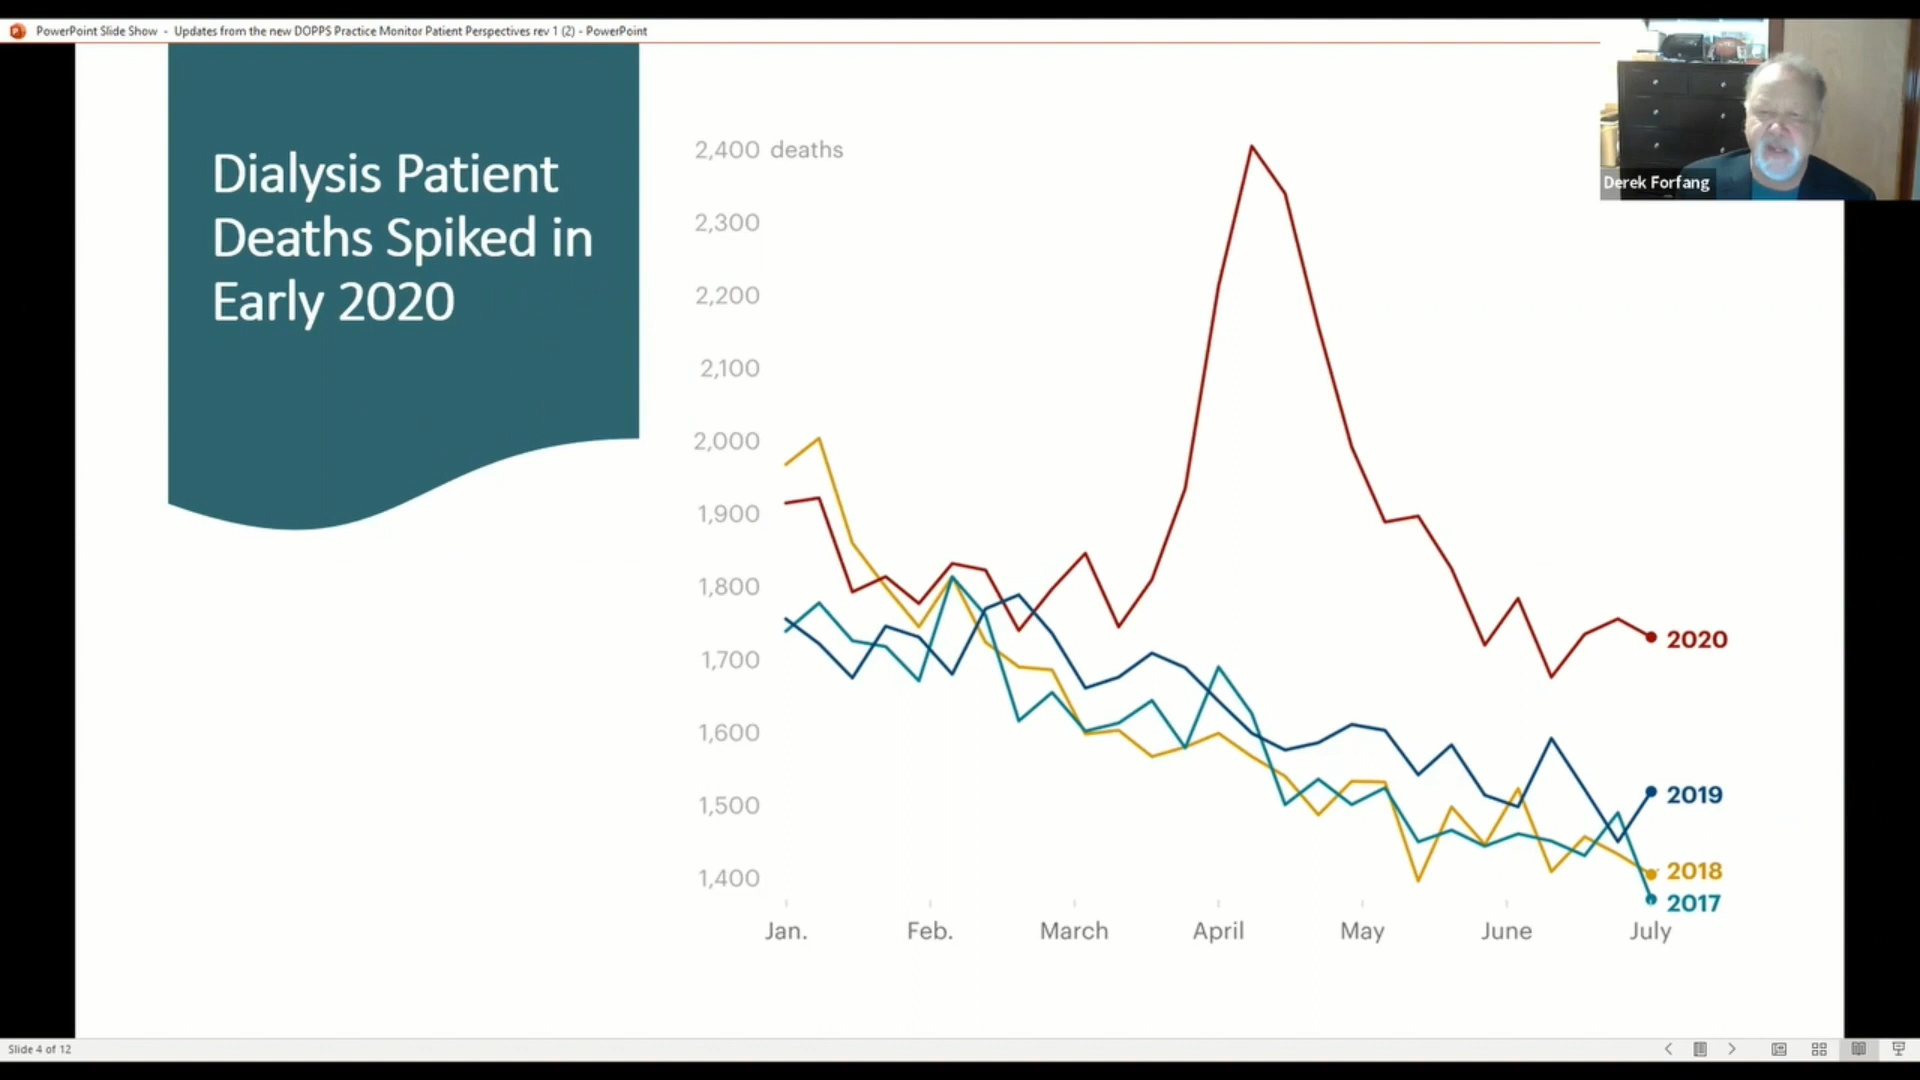 PowerPoint Slide Show - Updates from the new DOPPS Practice Monitor Patient Perspectives rev 1 (2) - PowerPoint
Derek Forfang
Dialysis Patient
Deaths Spiked in
Early 2020
2,400 deaths
2,300
2,200
2,100
2,000
1,900
1,800
1,700
1,600
1,500
1,400
2020
2019
2018
2017
Jan. Feb. March April May June July
Slide 4 of 12